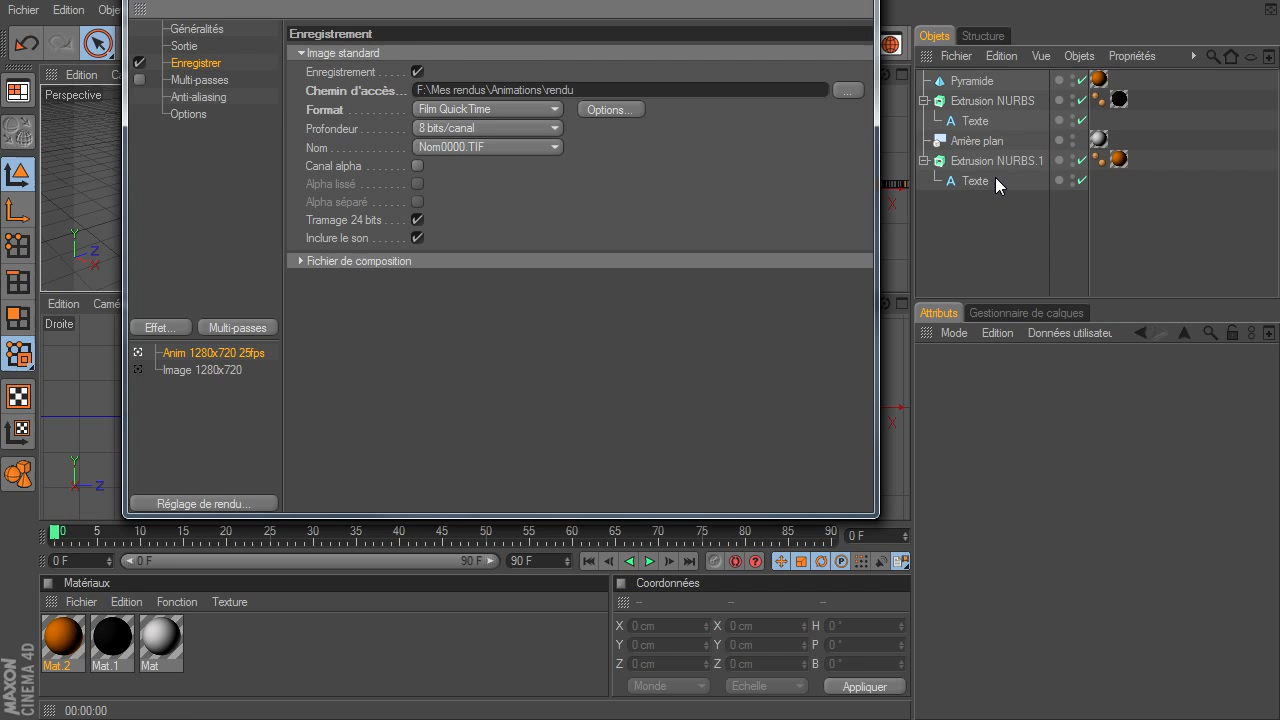 Fichier Edition Obje
Perspective
Edition C
Edition Camé
Droite
Généralités
Sortie
Enregistrer
Multi-passes
Anti-aliasing
Options
Effet... Multi-passes
Anim 1280x720 25fps
Image 1280x720
Réglage de rendu...
Enregistrement
Image standard
Enregistrement . . . . .
Chemin d'accès... F:\Mes rendus\Animations\rendu ...
Format . . . . . . . . . . Film QuickTime Options...
Profondeur . . . . . . . . 8 bits/canal
Nom . . . . . . . . . . . . Nom0000.TIF
Canal alpha . . . . . . .
Alpha lissé . . . . . . . .
Alpha séparé . . . . . .
Tramage 24 bits . . . .
Inclure le son . . . . . .
Fichier de composition
X
X
Y
Z
X
Y
X
Z
Objets Structure
Fichier Edition Vue Objets Propriétés
Pyramide
Extrusion NURBS
Texte
Arrière plan
Extrusion NURBS.1
Texte
Attributs Gestionnaire de calques
Mode Edition Données utilisateu
0 5 10 15 20 25 30 35 40 45 50 55 60 65 70 75 80 85 90 0 F
0 F 0 F 90 F 90 F
Matériaux
Fichier Edition Fonction Texture
Mat.2 Mat.1 Mat
Coordonnées
-- -- --
X 0 cm X 0 cm H 0 °
Y 0 cm Y 0 cm P 0 °
Z 0 cm Z 0 cm B 0 °
Monde Echelle Appliquer
MAXON
CINEMA 4D
00:00:00